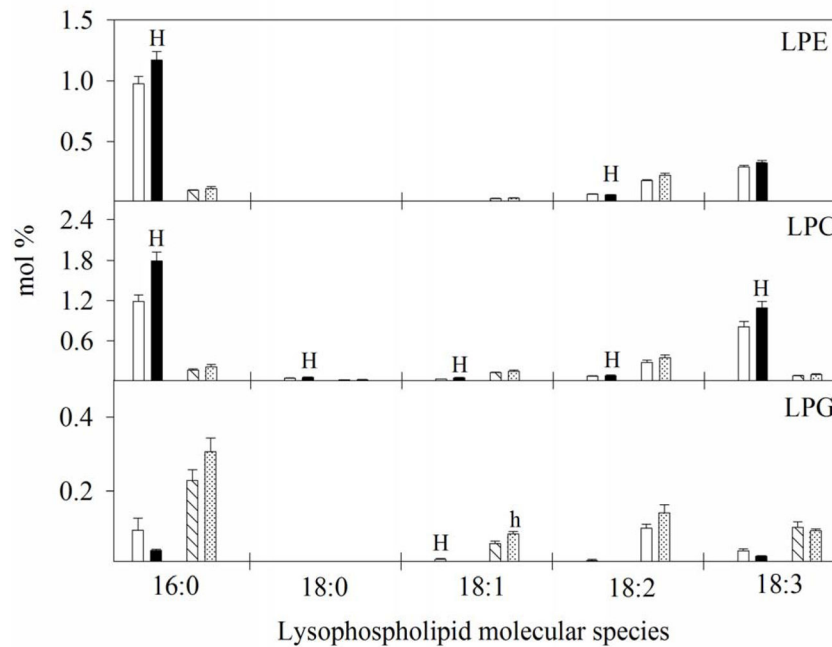 1.5
H
LPE
1.0
0.5
H
2.4
H
LPC
1.8
H
1.2
0.6
H
H
H
mol %
0.4
LPG
0.2
H
h
16:0
18:0
18:1
18:2
18:3
Lysophospholipid molecular species